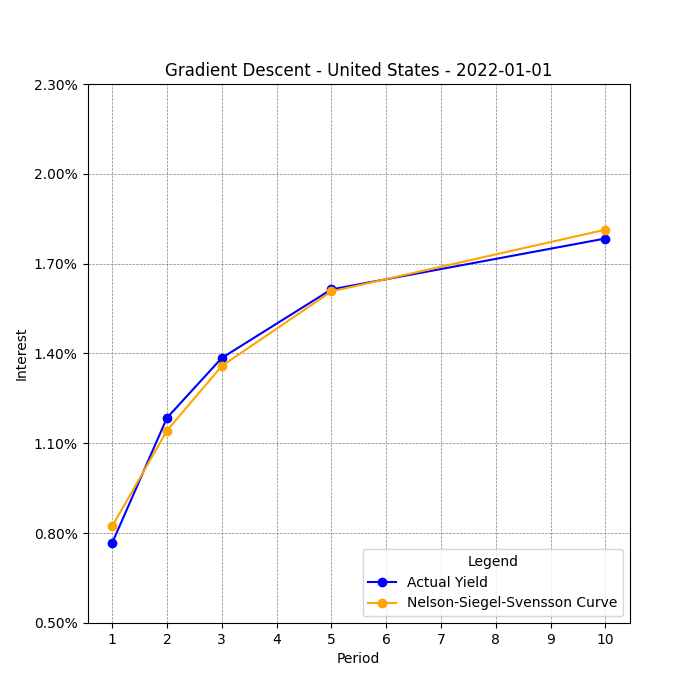 Gradient Descent - United States - 2022-01-01
2.30%
2.00%
1.70%
1.40%
1.10%
0.80%
0.50%
Interest
1 2 3 4 5 6 7 8 9 10
Period
Legend
Actual Yield
Nelson-Siegel-Svensson Curve